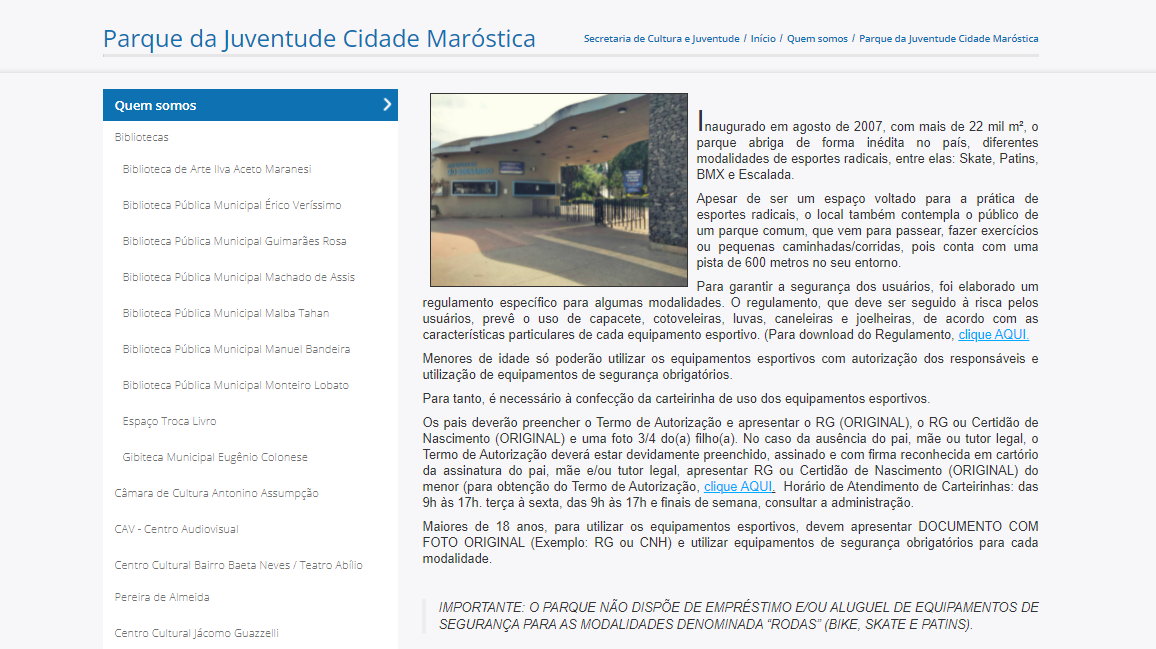 Parque da Juventude Cidade Maróstica
Secretaria de Cultura e Juventude / Início / Quem somos / Parque da Juventude Cidade Maróstica
Quem somos
Bibliotecas
Biblioteca de Arte Ilva Aceto Maranesi
Biblioteca Pública Municipal Érico Veríssimo
Biblioteca Pública Municipal Guimarães Rosa
Biblioteca Pública Municipal Machado de Assis
Biblioteca Pública Municipal Malba Tahan
Biblioteca Pública Municipal Manuel Bandeira
Biblioteca Pública Municipal Monteiro Lobato
Espaço Troca Livro
Gibiteca Municipal Eugênio Colonese
Câmara de Cultura Antonino Assumpção
CAV - Centro Audiovisual
Centro Cultural Bairro Baeta Neves / Teatro Abílio
Pereira de Almeida
Centro Cultural Jácomo Guazzelli
Inaugurado em agosto de 2007, com mais de 22 mil m², o
parque abriga de forma inédita no país, diferentes
modalidades de esportes radicais, entre elas: Skate, Patins,
BMX e Escalada.
Apesar de ser um espaço voltado para a prática de
esportes radicais, o local também contempla o público de
um parque comum, que vem para passear, fazer exercícios
ou pequenas caminhadas/corridas, pois conta com uma
pista de 600 metros no seu entorno.
Para garantir a segurança dos usuários, foi elaborado um
regulamento específico para algumas modalidades. O regulamento, que deve ser seguido à risca pelos
usuários, prevê o uso de capacete, cotoveleiras, luvas, caneleiras e joelheiras, de acordo com as
características particulares de cada equipamento esportivo. (Para download do Regulamento, clique AQUI.
Menores de idade só poderão utilizar os equipamentos esportivos com autorização dos responsáveis e
utilização de equipamentos de segurança obrigatórios.
Para tanto, é necessário à confecção da carteirinha de uso dos equipamentos esportivos.
Os pais deverão preencher o Termo de Autorização e apresentar o RG (ORIGINAL), o RG ou Certidão de
Nascimento (ORIGINAL) e uma foto 3/4 do(a) filho(a). No caso da ausência do pai, mãe ou tutor legal, o
Termo de Autorização deverá estar devidamente preenchido, assinado e com firma reconhecida em cartório
da assinatura do pai, mãe e/ou tutor legal, apresentar RG ou Certidão de Nascimento (ORIGINAL) do
menor (para obtenção do Termo de Autorização, clique AQUI. Horário de Atendimento de Carteirinhas: das
9h às 17h. terça à sexta, das 9h às 17h e finais de semana, consultar a administração.
Maiores de 18 anos, para utilizar os equipamentos esportivos, devem apresentar DOCUMENTO COM
FOTO ORIGINAL (Exemplo: RG ou CNH) e utilizar equipamentos de segurança obrigatórios para cada
modalidade.
IMPORTANTE: O PARQUE NÃO DISPÕE DE EMPRÉSTIMO E/OU ALUGUEL DE EQUIPAMENTOS DE
SEGURANÇA PARA AS MODALIDADES DENOMINADA “RODAS” (BIKE, SKATE E PATINS).